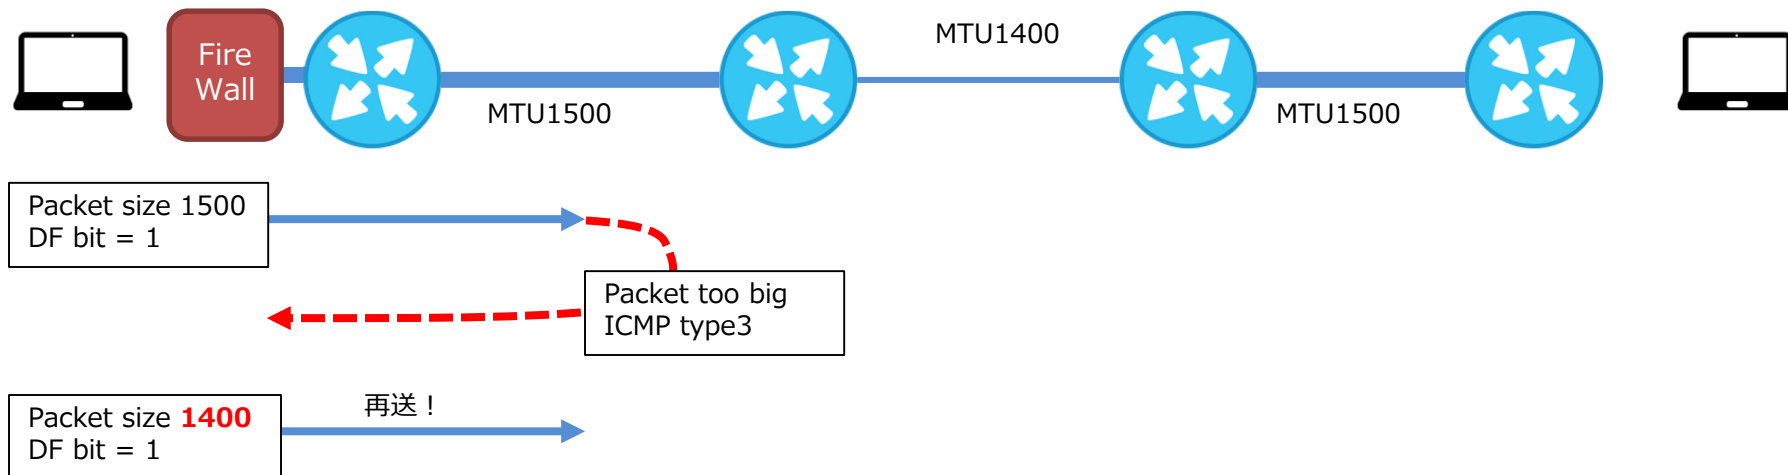 Fire
Wall
MTU1500
MTU1400
MTU1500
Packet size 1500
DF bit = 1
Packet too big
ICMP type3
Packet size 1400
DF bit = 1
再送！